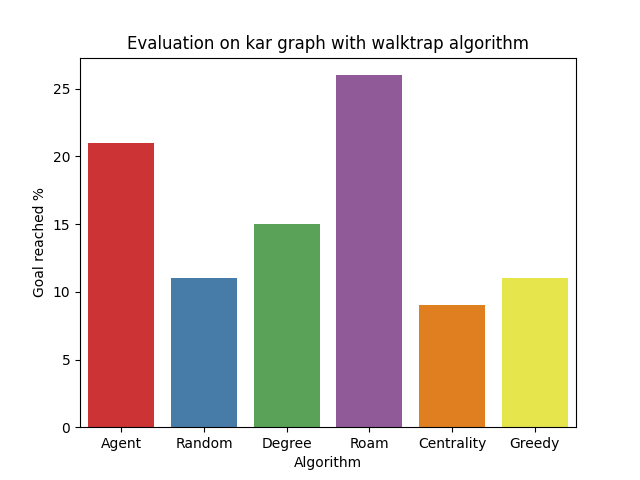 Evaluation on kar graph with walktrap algorithm
Goal reached %
25
20
15
10
5
0
Agent Random Degree Roam Centrality Greedy
Algorithm